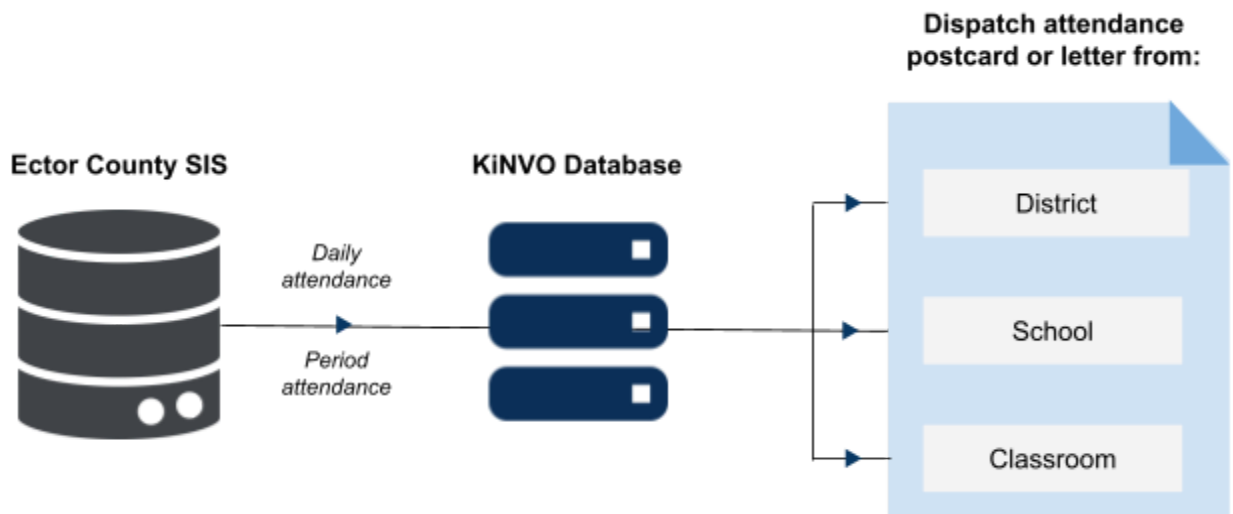 Dispatch attendance
postcard or letter from:
Ector County SIS
KiNVO Database
Daily
attendance
Period
attendance
District
School
Classroom